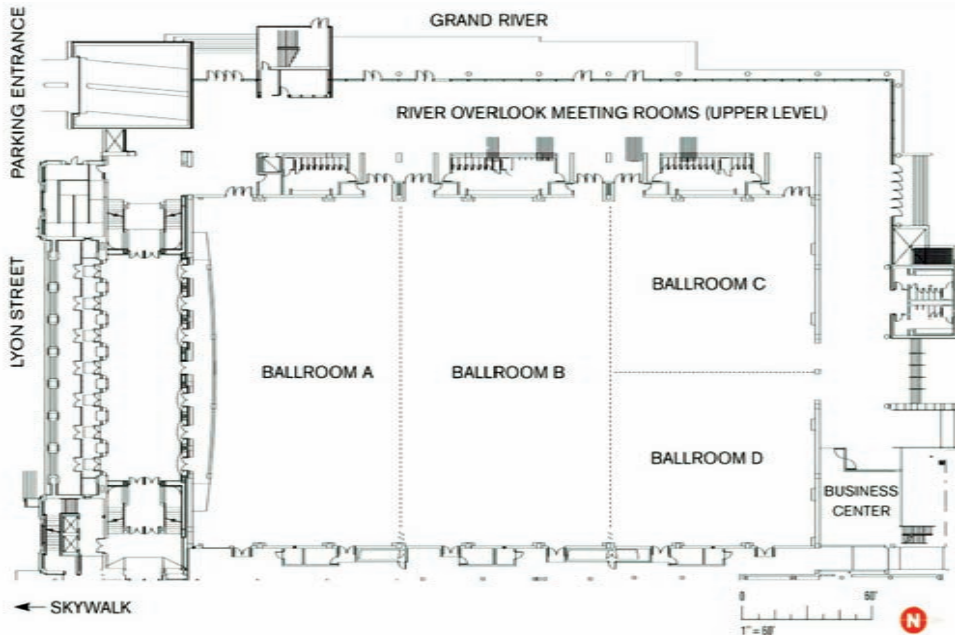 GRAND RIVER
PARKING ENTRANCE
RIVER OVERLOOK MEETING ROOMS (UPPER LEVEL)
LYON STREET
BALLROOM C
BALLROOM A
BALLROOM B
BALLROOM D
BUSINESS
CENTER
SKYWALK
0
60'
1" = 60'
N